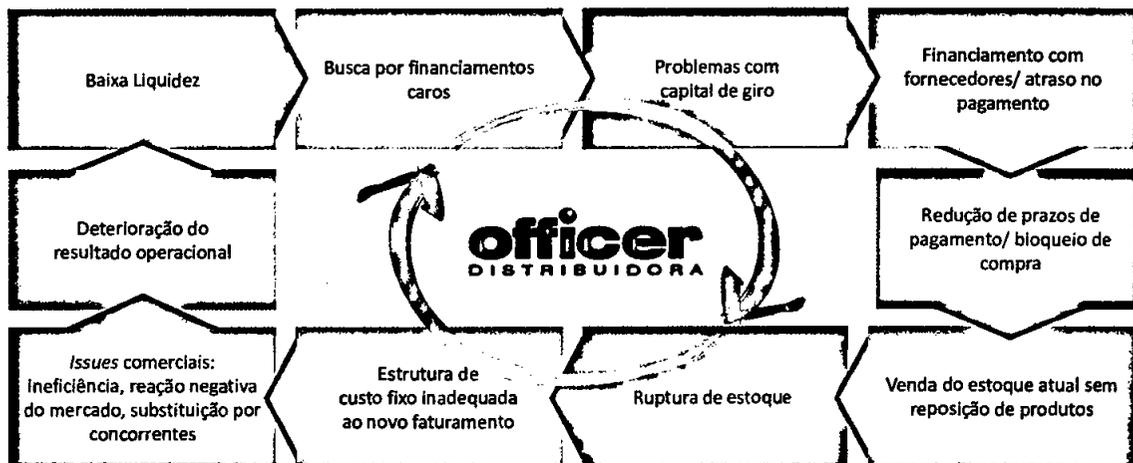 Baixa Liquidez
Busca por financiamentos
caros
Problemas com
capital de giro
Financiamento com
fornecedores/ atraso no
pagamento
Redução de prazos de
pagamento/ bloqueio de
compra
Venda do estoque atual sem
reposição de produtos
Ruptura de estoque
Estrutura de
custo fixo inadequada
ao novo faturamento
Issues comerciais:
Ineficiência, reação negativa
do mercado, substituição por
concorrentes
Deterioração do
resultado operacional
officer
DISTRIBUIDORA